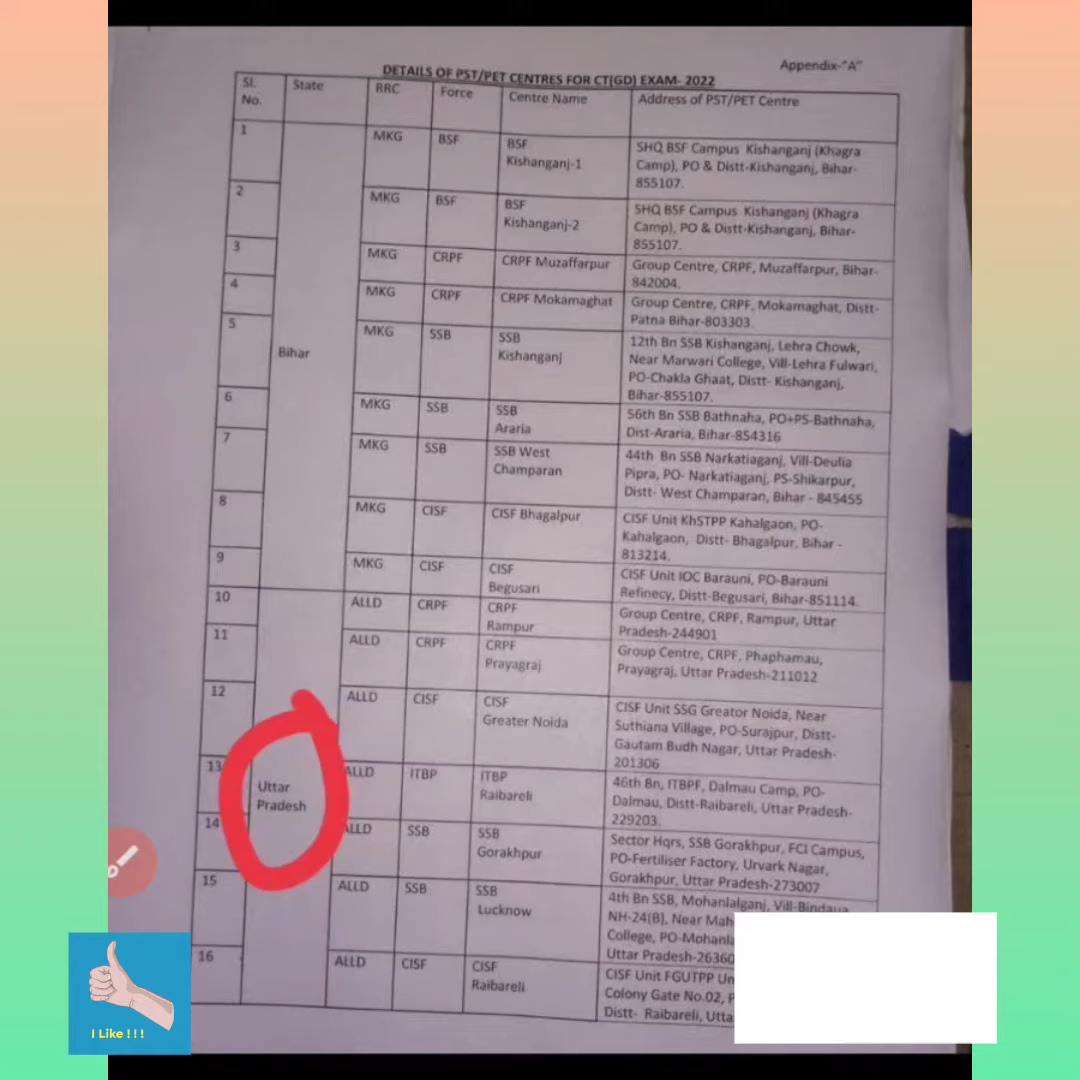 Appendix-"A"
DETAILS OF PST/PET CENTRES FOR CT(GD) EXAM- 2022
Sl. No. State RRC Force Centre Name Address of PST/PET Centre
1 MKG BSF BSF Kishanganj-1 SHQ BSF Campus Kishanganj (Khagra
Camp), PO & Distt-Kishanganj, Bihar-
855107.
2 MKG BSF BSF Kishanganj-2 SHQ BSF Campus Kishanganj (Khagra
Camp), PO & Distt-Kishanganj, Bihar-
855107.
3 MKG CRPF CRPF Muzaffarpur Group Centre, CRPF, Muzaffarpur, Bihar-
842004.
4 MKG CRPF CRPF Mokamaghat Group Centre, CRPF, Mokamaghat, Distt-
Patna Bihar-803303.
5 Bihar MKG SSB SSB Kishanganj 12th Bn SSB Kishanganj, Lehra Chowk,
Near Marwari College, Vill-Lehra Fulwari,
PO-Chakla Ghaat, Distt- Kishanganj,
Bihar-855107.
6 MKG SSB SSB Araria 56th Bn SSB Bathnaha, PO+PS-Bathnaha,
Dist-Araria, Bihar-854316
7 MKG SSB SSB West Champaran 44th Bn SSB Narkatiaganj, Vill-Deulia
Pipra, PO- Narkatiaganj, PS-Shikarpur,
Distt- West Champaran, Bihar - 845455
8 MKG CISF CISF Bhagalpur CISF Unit KhSTPP Kahalgaon, PO-
Kahalgaon, Distt- Bhagalpur, Bihar -
813214.
9 MKG CISF CISF Begusari CISF Unit IOC Barauni, PO-Barauni
Refinecy, Distt-Begusari, Bihar-851114.
10 ALLD CRPF CRPF Rampur Group Centre, CRPF, Rampur, Uttar
Pradesh-244901
11 ALLD CRPF CRPF Prayagraj Group Centre, CRPF, Phaphamau,
Prayagraj, Uttar Pradesh-211012
12 ALLD CISF CISF Greater Noida CISF Unit SSG Greator Noida, Near
Suthiana Village, PO-Surajpur, Distt-
Gautam Budh Nagar, Uttar Pradesh-
201306
13 Uttar Pradesh ALLD ITBP ITBP Raibareli 46th Bn, ITBPF, Dalmau Camp, PO-
Dalmau, Distt-Raibareli, Uttar Pradesh-
229203.
14 ALLD SSB SSB Gorakhpur Sector Hqrs, SSB Gorakhpur, FCI Campus,
PO-Fertiliser Factory, Urvark Nagar,
Gorakhpur, Uttar Pradesh-273007
15 ALLD SSB SSB Lucknow 4th Bn SSB, Mohanlalganj, Vill-Bindaua
NH-24(B), Near
College,
Uttar Pradesh-
16 ALLD CISF CISF Raibareli CISF Unit FGUTPP
Colony Gate No.02,
Distt- Raibareli,
I Like !!!